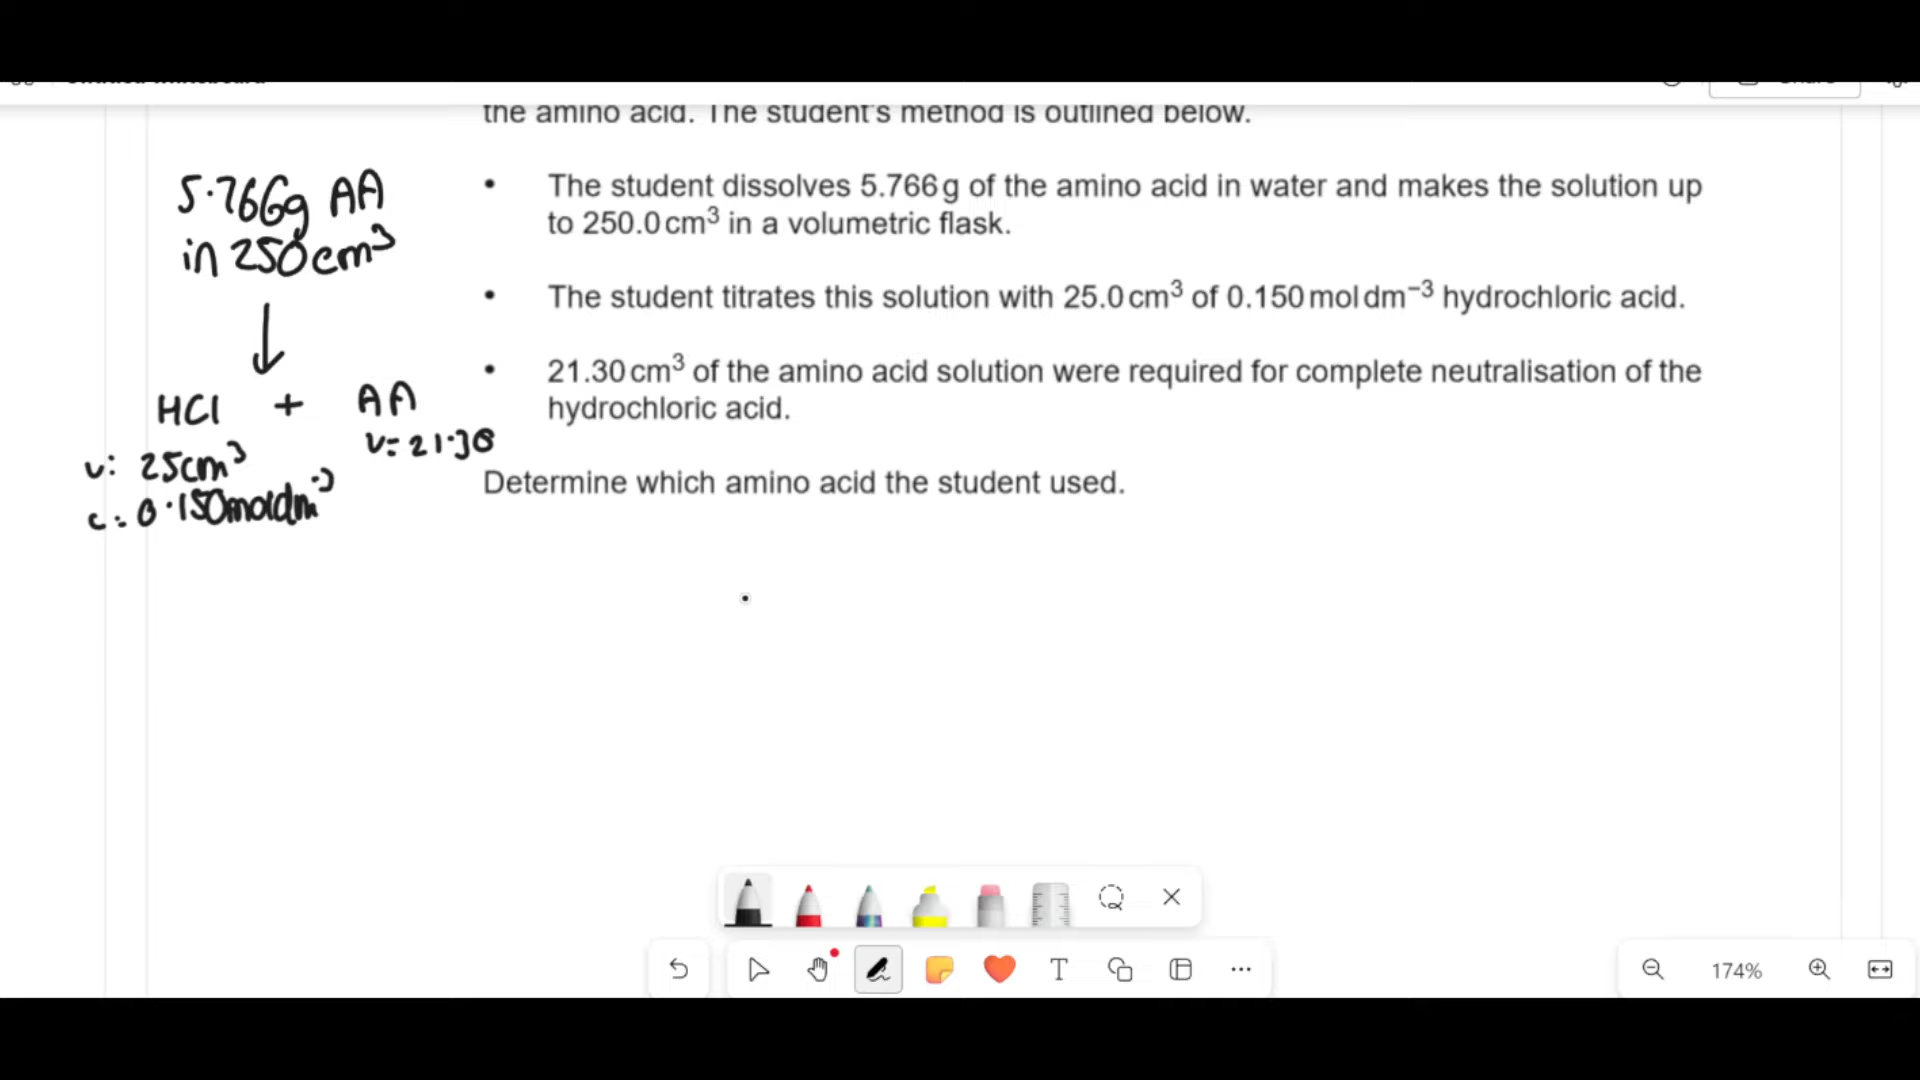 the amino acid. The student's method is outlined below.
5.766g AA
in 250cm³
• The student dissolves 5.766 g of the amino acid in water and makes the solution up
to 250.0 cm³ in a volumetric flask.
• The student titrates this solution with 25.0 cm³ of 0.150 mol dm⁻³ hydrochloric acid.
• 21.30 cm³ of the amino acid solution were required for complete neutralisation of the
hydrochloric acid.
HCl + AA
v: 25cm³
v= 21.30
c: 0.150moldm⁻³
Determine which amino acid the student used.
174%